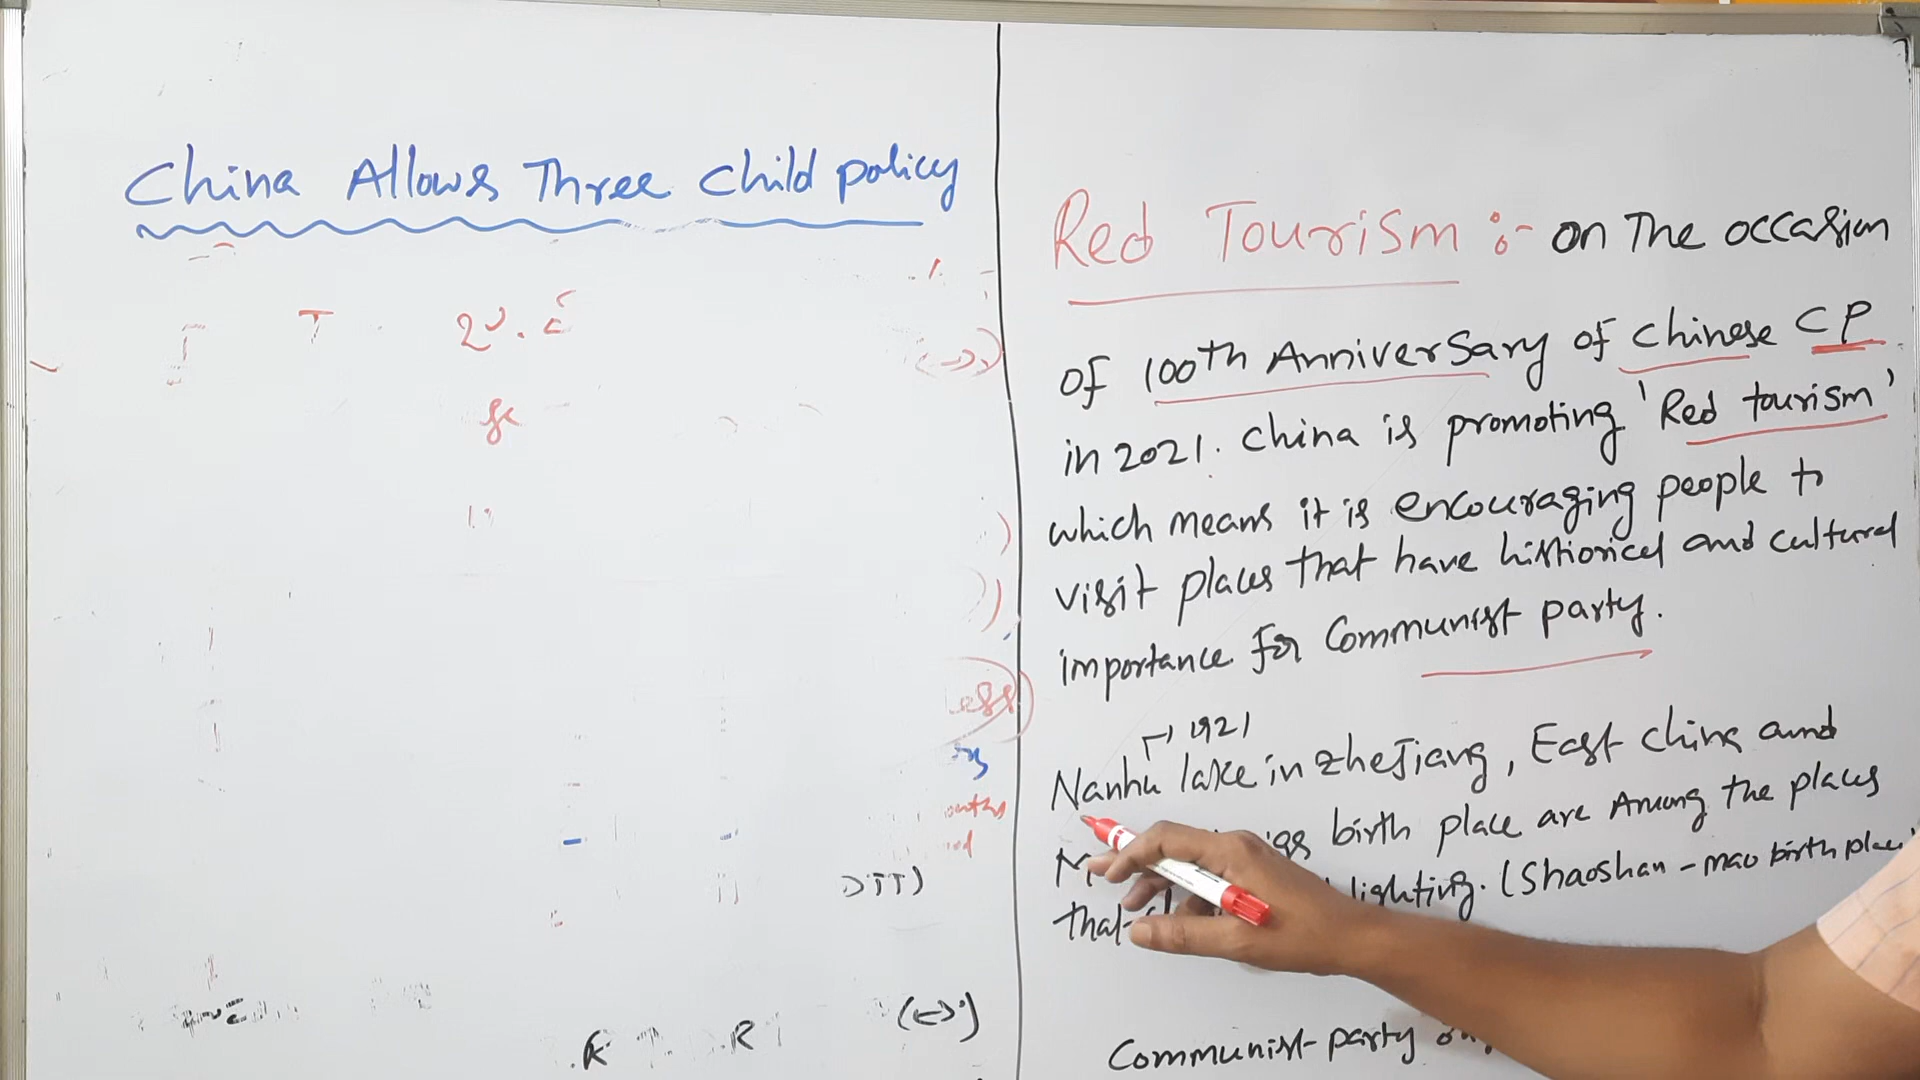 China Allows Three Child policy
Red Tourism :- on The occasion
of 100th Anniversary of Chinese CP
in 2021. China is promoting 'Red tourism'
which means it is encouraging people to
visit places that have historical and cultural
importance for Communist party.
1921
Nanhu lake in Zhejiang, East China and
birth place are Among the places
that lighting. (Shaoshan - mao birth place
Communist party